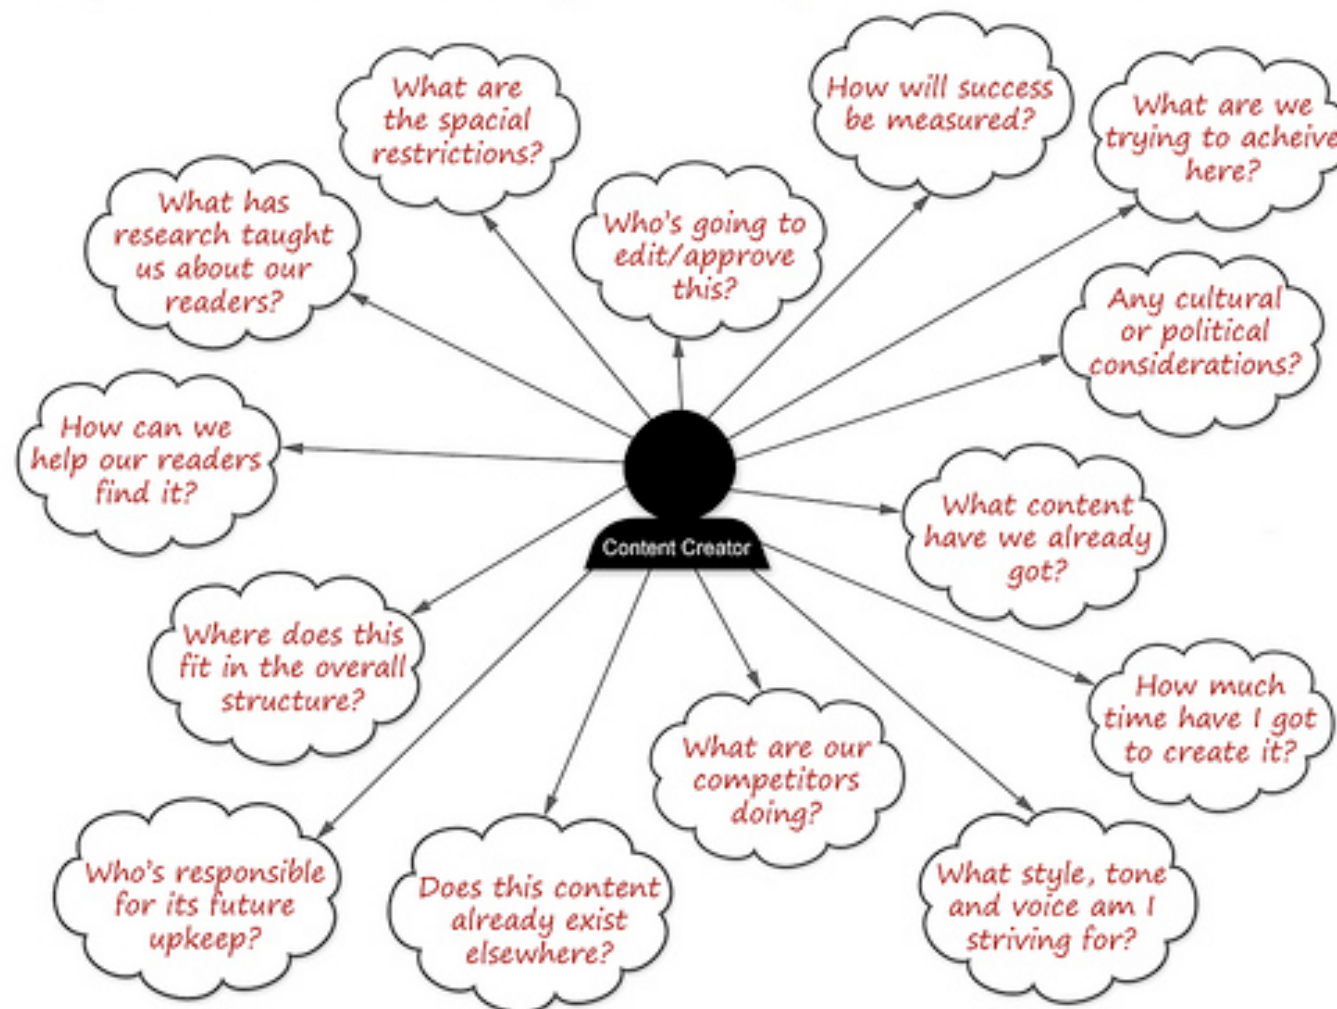 What are
the spacial
restrictions?
How will success
be measured?
What are we
trying to acheive
here?
What has
research taught
us about our
readers?
Who's going to
edit/approve
this?
Any cultural
or political
considerations?
How can we
help our readers
find it?
Content Creator
What content
have we already
got?
Where does this
fit in the overall
structure?
How much
time have I got
to create it?
What are our
competitors
doing?
Who's responsible
for its future
upkeep?
Does this content
already exist
elsewhere?
What style, tone
and voice am I
striving for?